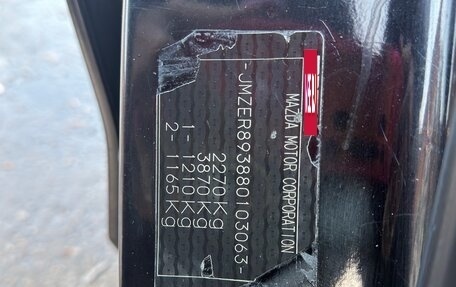 MAZDA MOTOR CORPORATION
-JMZER893880103063-
2270Kg
3870Kg
1- 1210Kg
2- 1165Kg